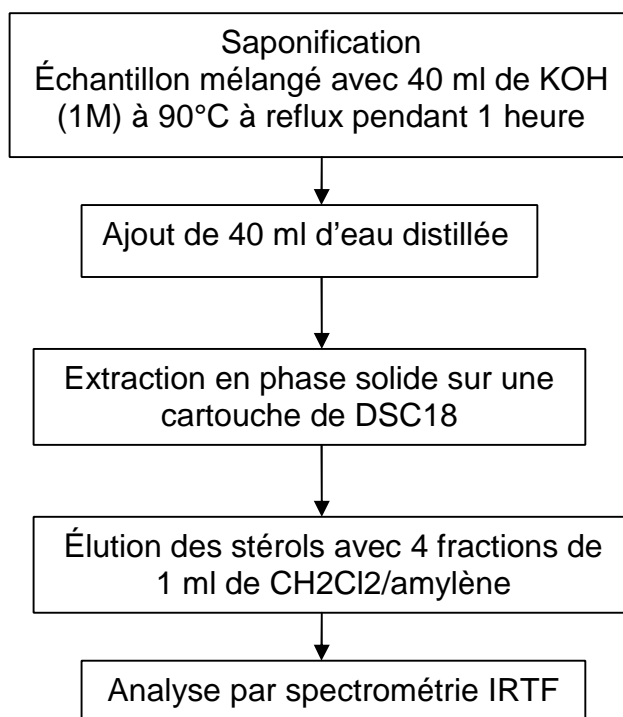 Saponification
Échantillon mélangé avec 40 ml de KOH
(1M) à 90°C à reflux pendant 1 heure
Ajout de 40 ml d'eau distillée
Extraction en phase solide sur une
cartouche de DSC18
Élution des stérols avec 4 fractions de
1 ml de CH2Cl2/amylène
Analyse par spectrométrie IRTF